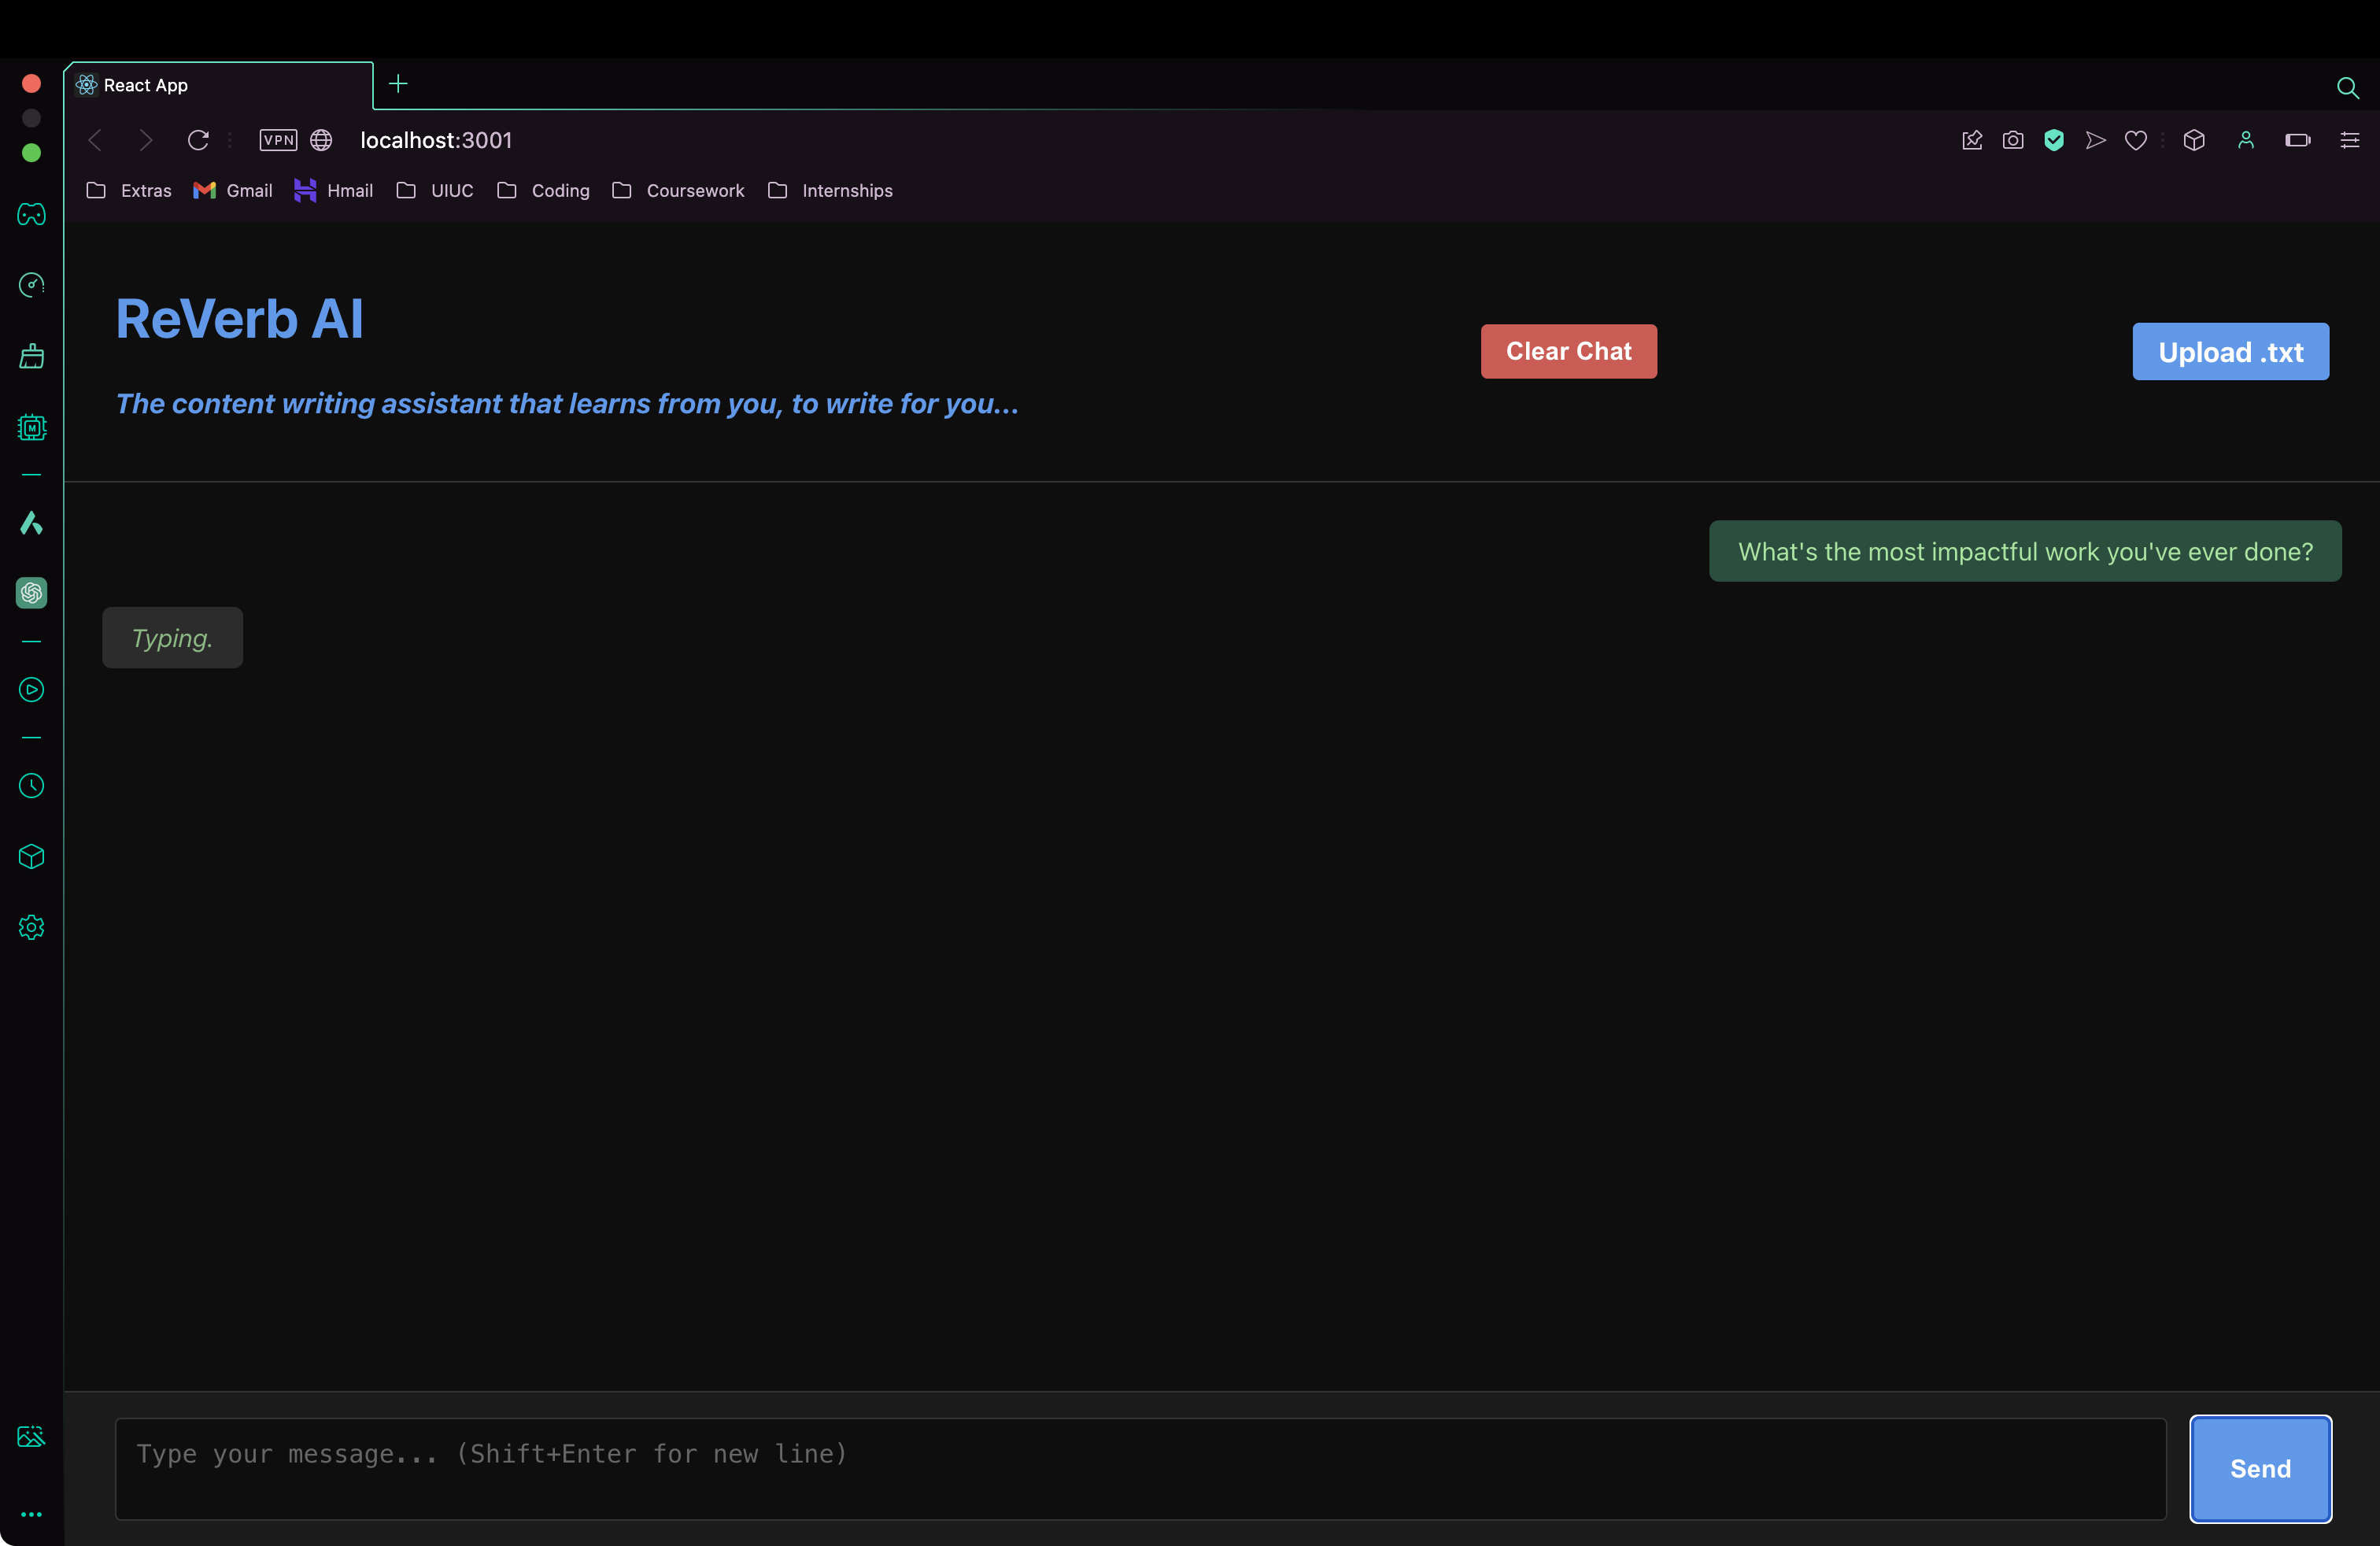 React App
VPN localhost:3001
Extras Gmail Hmail UIUC Coding Coursework Internships
ReVerb AI
Clear Chat
Upload .txt
The content writing assistant that learns from you, to write for you...
What's the most impactful work you've ever done?
Typing.
Type your message... (Shift+Enter for new line)
Send
M